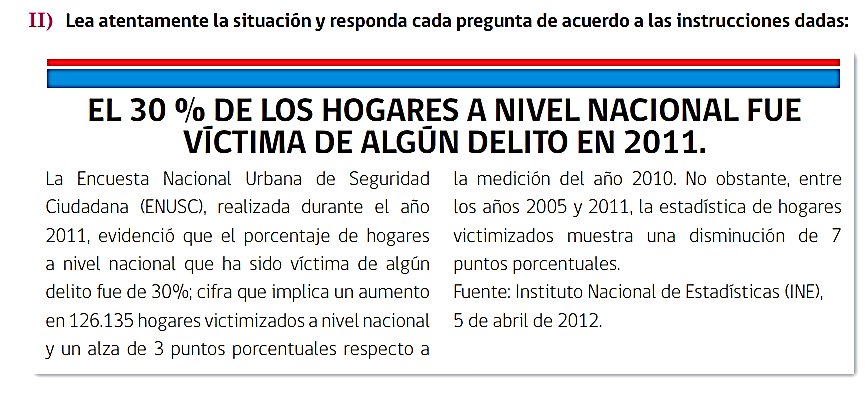 II) Lea atentamente la situación y responda cada pregunta de acuerdo a las instrucciones dadas:
EL 30 % DE LOS HOGARES A NIVEL NACIONAL FUE
VÍCTIMA DE ALGÚN DELITO EN 2011.
La Encuesta Nacional Urbana de Seguridad
Ciudadana (ENUSC), realizada durante el año
2011, evidenció que el porcentaje de hogares
a nivel nacional que ha sido víctima de algún
delito fue de 30%; cifra que implica un aumento
en 126.135 hogares victimizados a nivel nacional
y un alza de 3 puntos porcentuales respecto a
la medición del año 2010. No obstante, entre
los años 2005 y 2011, la estadística de hogares
victimizados muestra una disminución de 7
puntos porcentuales.
Fuente: Instituto Nacional de Estadísticas (INE),
5 de abril de 2012.